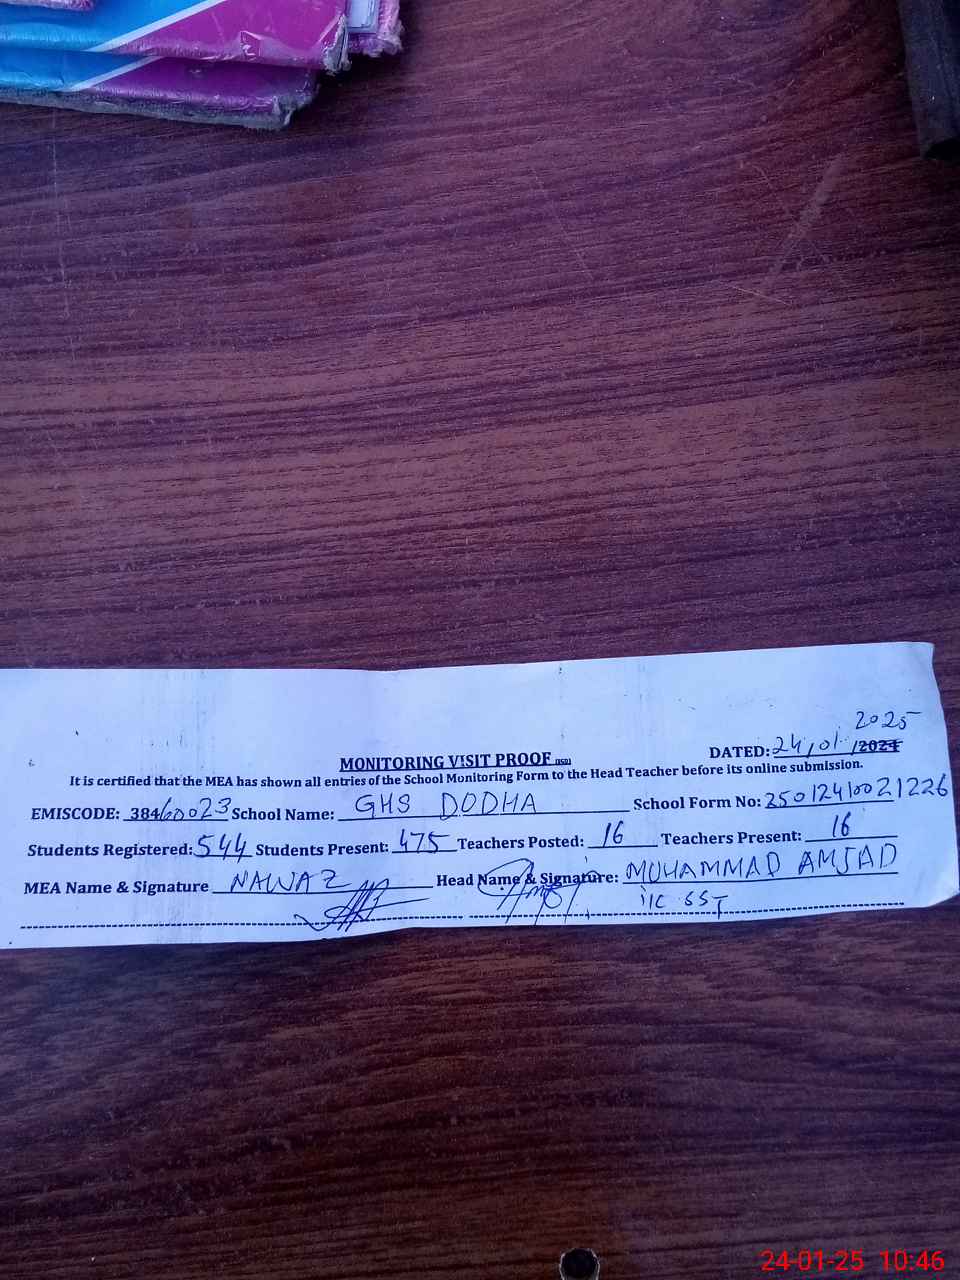 2025
MONITORING VISIT PROOF (JSD) DATED: 24/01/2024
It is certified that the MEA has shown all entries of the School Monitoring Form to the Head Teacher before its online submission.
EMISCODE: 38460023 School Name: GHS DODHA School Form No: 25012410021226
Students Registered: 544 Students Present: 475 Teachers Posted: 16 Teachers Present: 16
MEA Name & Signature NAWAZ Head Name & Signature: MUHAMMAD AMJAD
i/c SST
24-01-25 10:46